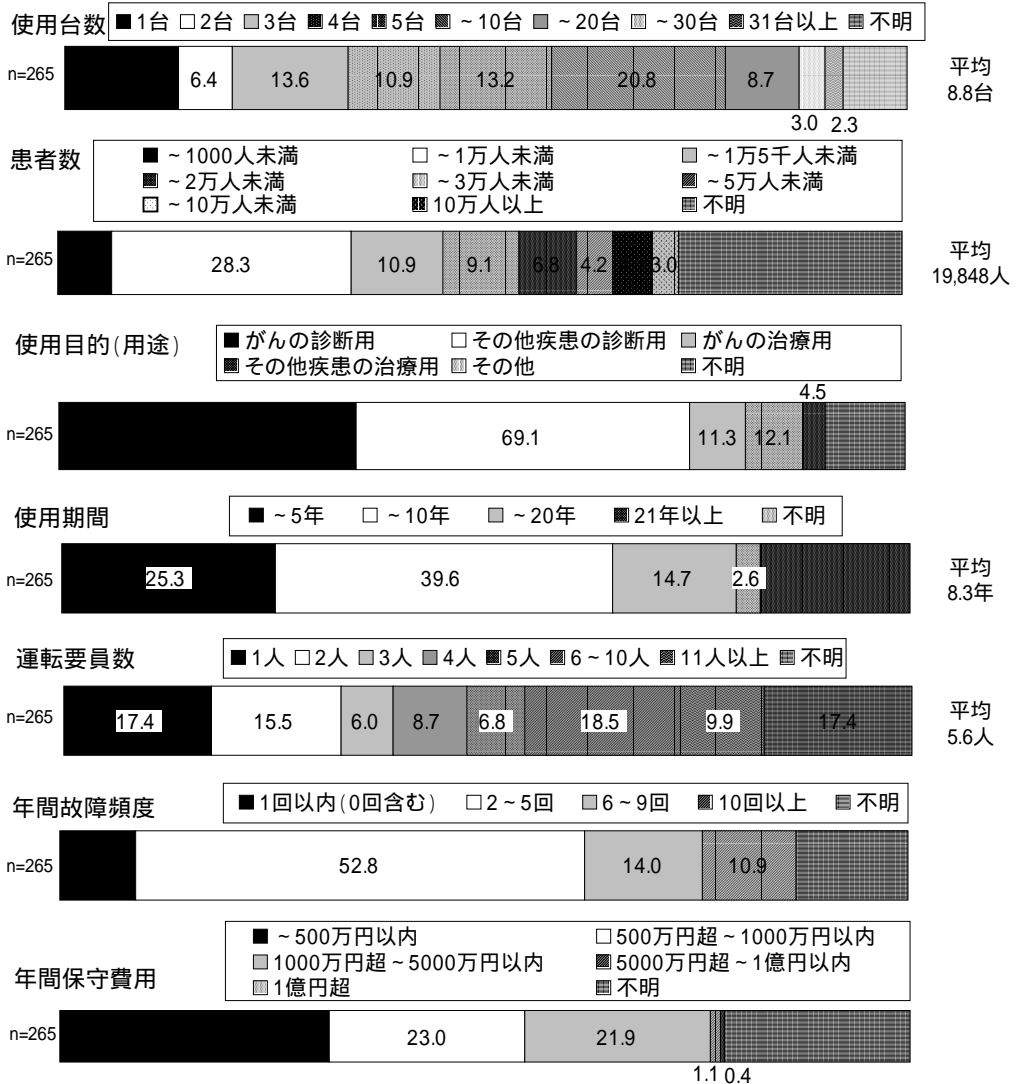 使用台数 ■1台 □2台 ■3台 ■4台 ■5台 ■~10台 ■~20台 ■~30台 ■31台以上 ■不明
n=265 6.4 13.6 10.9 13.2 20.8 8.7 平均
8.8台
3.0 2.3
患者数 ■~1000人未満 □~1万人未満 ■~1万5千人未満
■~2万人未満 ■~3万人未満 ■~5万人未満
□~10万人未満 ■10万人以上 ■不明
n=265 28.3 10.9 9.1 6.8 4.2 3.0 平均
19,848人
使用目的(用途) ■がんの診断用 □その他疾患の診断用 ■がんの治療用
■その他疾患の治療用 ■その他 ■不明
4.5
n=265 69.1 11.3 12.1
使用期間 ■~5年 □~10年 ■~20年 ■21年以上 ■不明
n=265 25.3 39.6 14.7 2.6 平均
8.3年
運転要員数 ■1人 □2人 ■3人 ■4人 ■5人 ■6~10人 ■11人以上 ■不明
n=265 17.4 15.5 6.0 8.7 6.8 18.5 9.9 17.4 平均
5.6人
年間故障頻度 ■1回以内(0回含む) □2~5回 ■6~9回 ■10回以上 ■不明
n=265 52.8 14.0 10.9
年間保守費用 ■~500万円以内 □500万円超~1000万円以内
■1000万円超~5000万円以内 ■5000万円超~1億円以内
■1億円超 ■不明
n=265 23.0 21.9
1.1 0.4